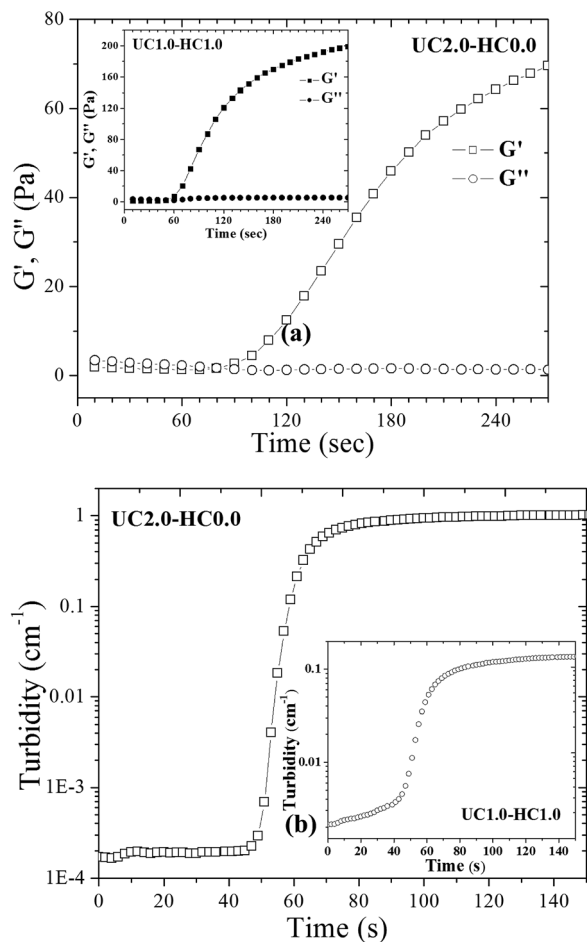 80
60
40
20
0
G', G" (Pa)
UC2.0-HC0.0
G'
G"
(a)
0 60 120 180 240
Time (sec)
UC1.0-HC1.0
200
160
120
80
40
0
G', G" (Pa)
G'
G"
0 60 120 180 240
Time (sec)
UC2.0-HC0.0
1
0.1
0.01
1E-3
1E-4
Turbidity (cm-1)
(b)
0 20 40 60 80 100 120 140
Time (s)
0.1
0.01
Turbidity (cm-1)
UC1.0-HC1.0
0 20 40 60 80 100 120 140
Time (s)